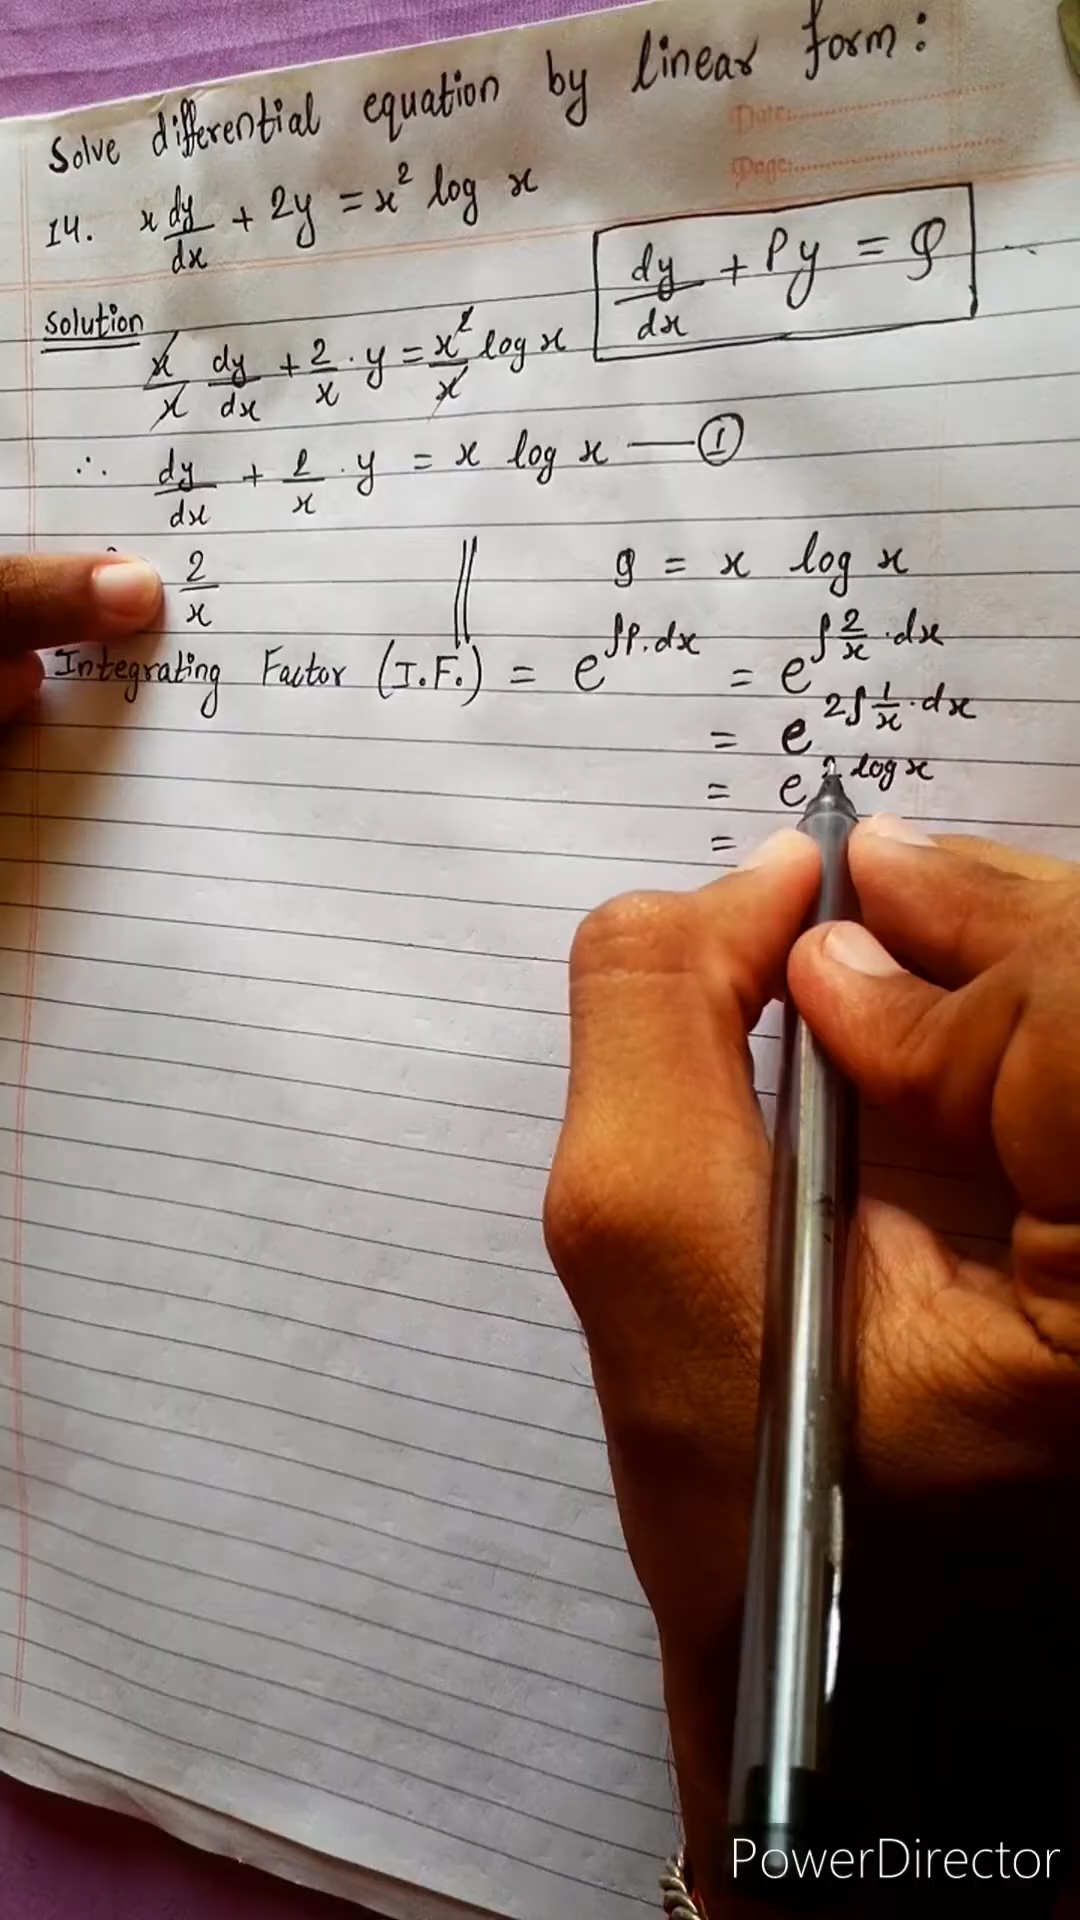 Date:
Page:
Solve differential equation by linear form:
14. x dy/dx + 2y = x² log x
dy/dx + Py = Q
Solution
x/x dy/dx + 2/x · y = x²/x log x
∴ dy/dx + 2/x · y = x log x — ①
2/x || Q = x log x
Integrating Factor (I.F.) = e^∫P.dx = e^∫2/x · dx
= e^2∫1/x · dx
= e^2 log x
=
PowerDirector